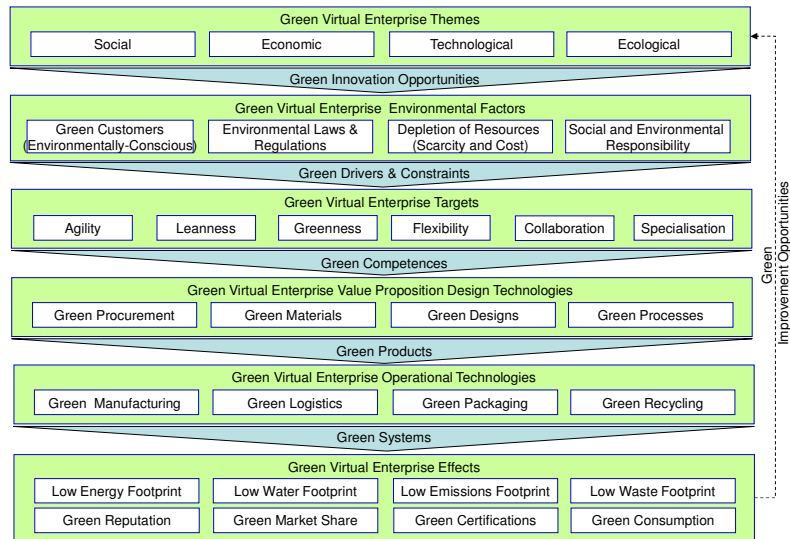 Green Virtual Enterprise Themes
Social
Economic
Technological
Ecological
Green Innovation Opportunities
Green Virtual Enterprise Environmental Factors
Green Customers
(Environmentally-Conscious)
Environmental Laws &
Regulations
Depletion of Resources
(Scarcity and Cost)
Social and Environmental
Responsibility
Green Drivers & Constraints
Green Virtual Enterprise Targets
Agility
Leanness
Greenness
Flexibility
Collaboration
Specialisation
Green Competences
Green Virtual Enterprise Value Proposition Design Technologies
Green Procurement
Green Materials
Green Designs
Green Processes
Green Products
Green Virtual Enterprise Operational Technologies
Green Manufacturing
Green Logistics
Green Packaging
Green Recycling
Green Systems
Green Virtual Enterprise Effects
Low Energy Footprint
Low Water Footprint
Low Emissions Footprint
Low Waste Footprint
Green Reputation
Green Market Share
Green Certifications
Green Consumption
Green
Improvement Opportunities